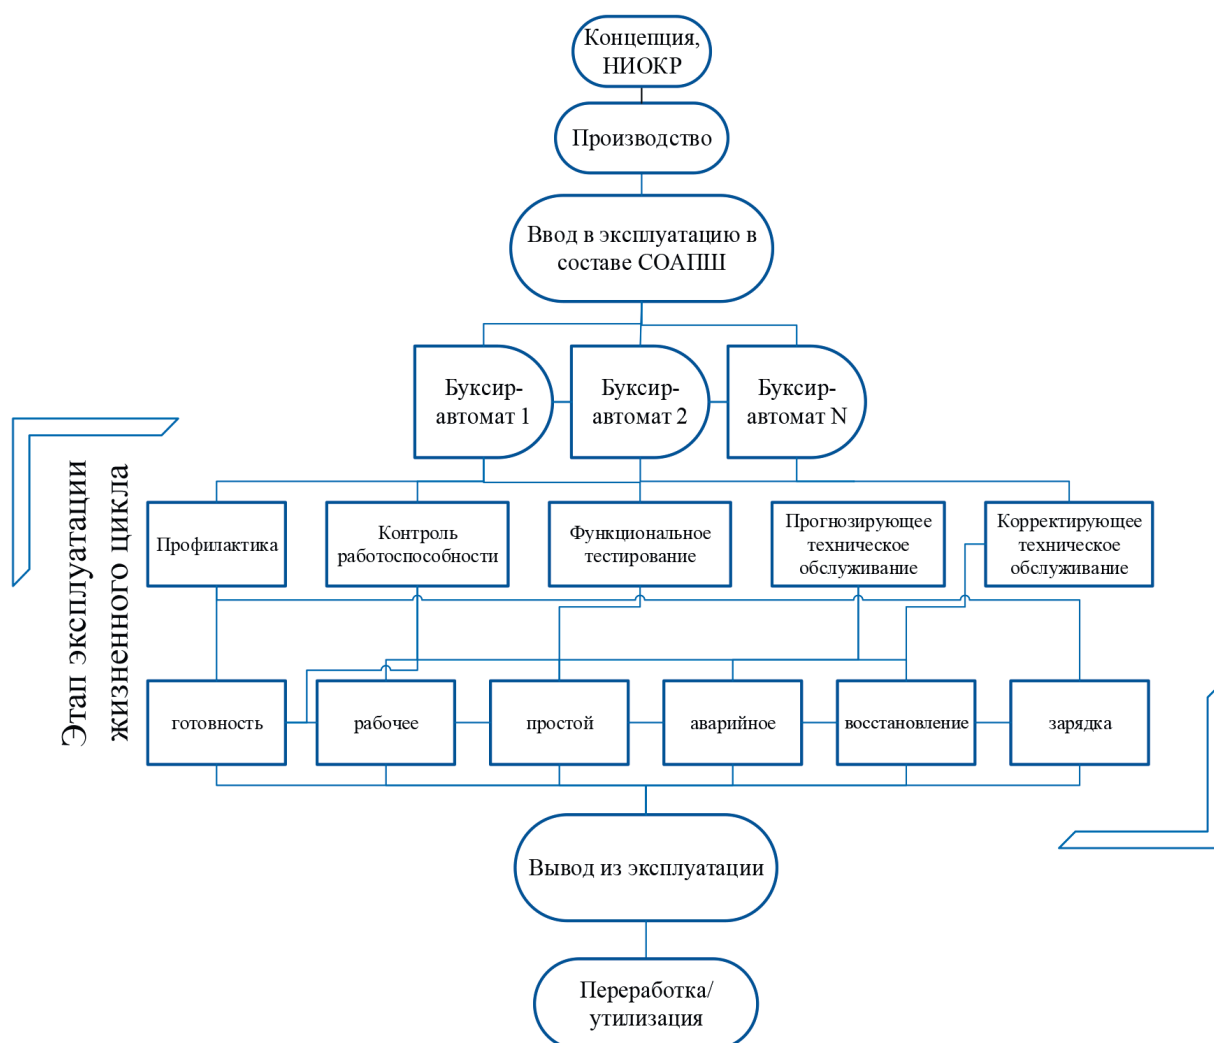 Концепция,
НИОКР
Производство
Ввод в эксплуатацию в
составе СОАПШ
Буксир-
автомат 1
Буксир-
автомат 2
Буксир-
автомат N
Этап эксплуатации
жизненного цикла
Профилактика
Контроль
работоспособности
Функциональное
тестирование
Прогнозирующее
техническое
обслуживание
Корректирующее
техническое
обслуживание
готовность
рабочее
простой
аварийное
восстановление
зарядка
Вывод из эксплуатации
Переработка/
утилизация